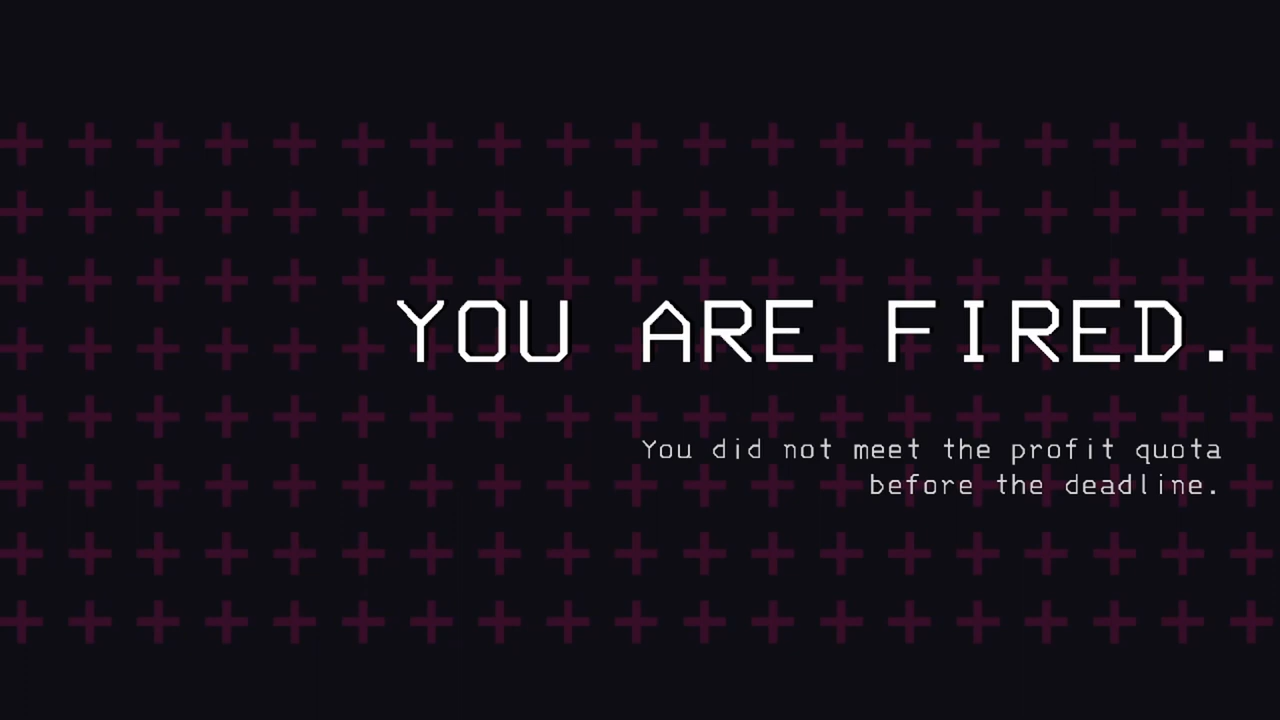 YOU ARE FIRED.
You did not meet the profit quota
before the deadline.